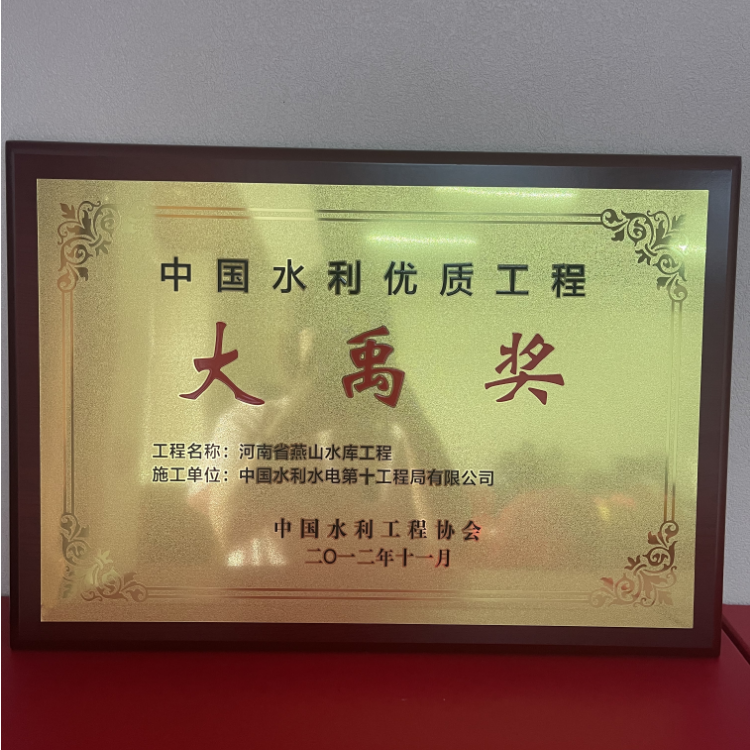 中国水利优质工程
大禹奖
工程名称：河南省燕山水库工程
施工单位：中国水利水电第十工程局有限公司
中国水利工程协会
二〇一二年十一月